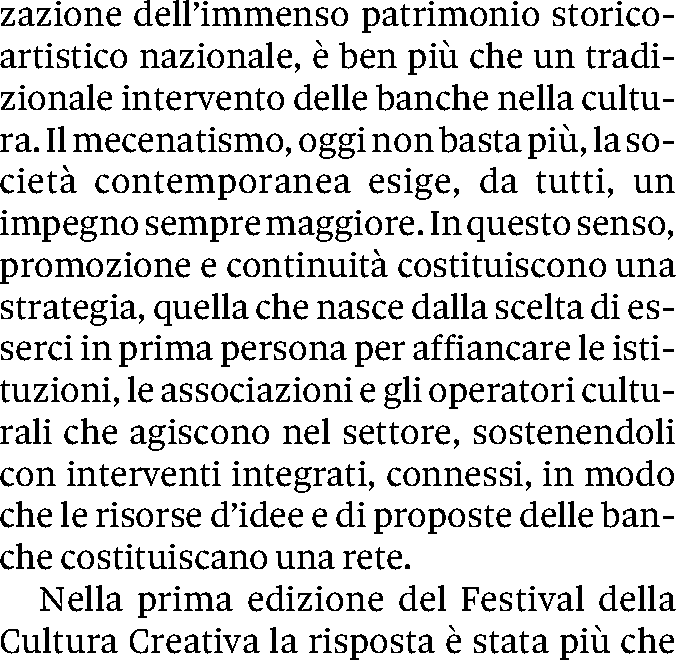 zazione dell’immenso patrimonio storico-
artistico nazionale, è ben più che un tradi-
zionale intervento delle banche nella cultu-
ra. Il mecenatismo, oggi non basta più, la so-
cietà contemporanea esige, da tutti, un
impegno sempre maggiore. In questo senso,
promozione e continuità costituiscono una
strategia, quella che nasce dalla scelta di es-
serci in prima persona per affiancare le isti-
tuzioni, le associazioni e gli operatori cultu-
rali che agiscono nel settore, sostenendoli
con interventi integrati, connessi, in modo
che le risorse d’idee e di proposte delle ban-
che costituiscano una rete.
Nella prima edizione del Festival della
Cultura Creativa la risposta è stata più che